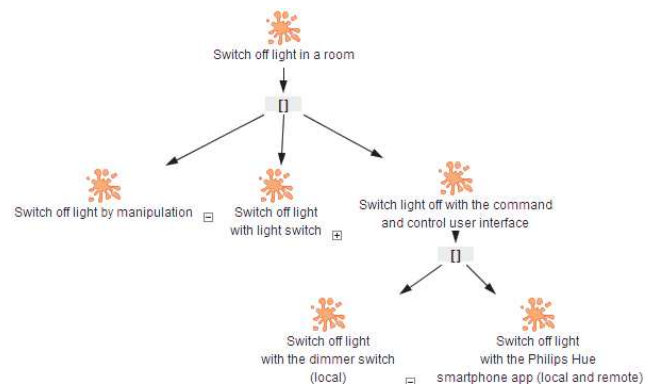 Switch off light in a room
[]
Switch off light by manipulation
Switch off light
with light switch
Switch light off with the command
and control user interface
[]
Switch off light
with the dimmer switch
(local)
Switch off light
with the Philips Hue
smartphone app (local and remote)